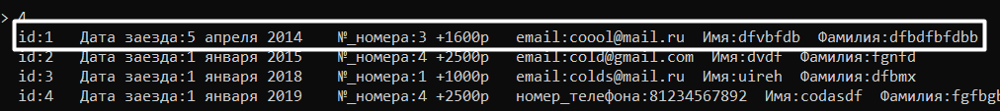 > 4
id:1 Дата заезда:5 апреля 2014 №_номера:3 +1600р email:coool@mail.ru Имя:dfvbfdb Фамилия:dfbdfbfdbb
id:2 Дата заезда:1 января 2015 №_номера:4 +2500р email:cold@gmail.com Имя:dvdf Фамилия:fgnfd
id:3 Дата заезда:1 января 2018 №_номера:1 +1000р email:colds@mail.ru Имя:uireh Фамилия:dfbmx
id:4 Дата заезда:1 января 2019 №_номера:4 +2500р номер_телефона:81234567892 Имя:codasdf Фамилия:fgfbgb